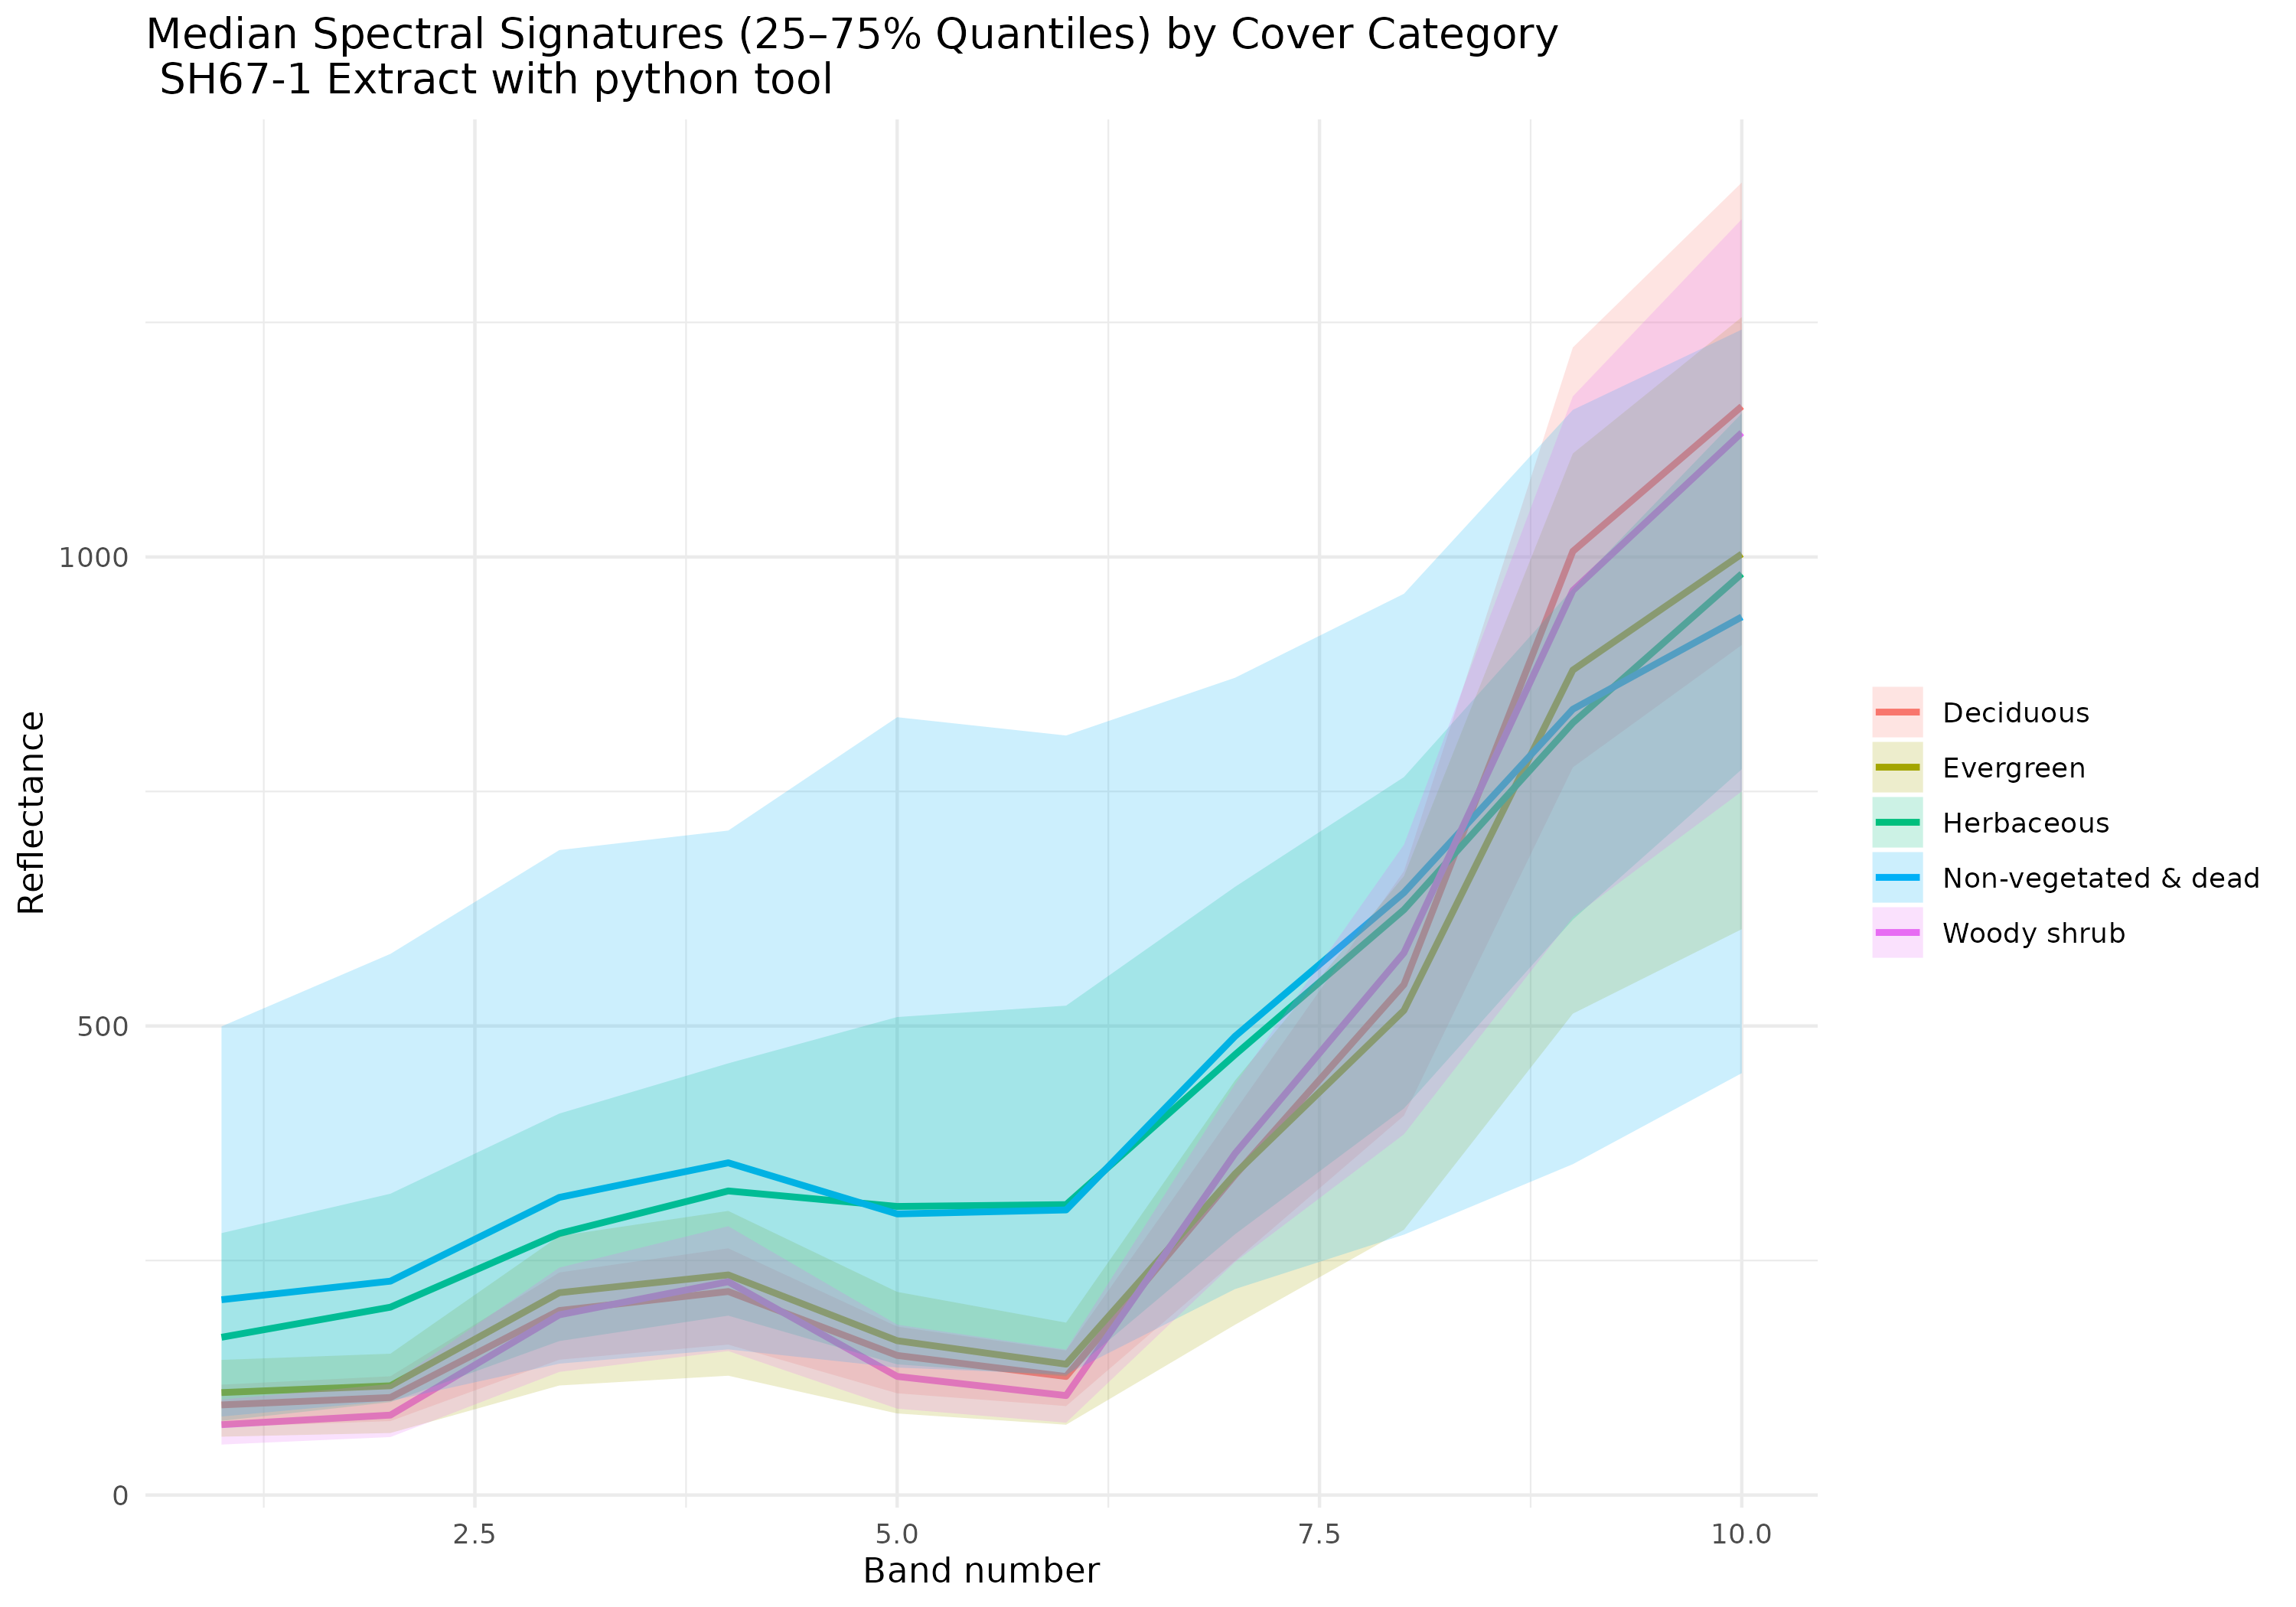 Median Spectral Signatures (25–75% Quantiles) by Cover Category
SH67-1 Extract with python tool
Reflectance
1000
500
0
2.5
5.0
7.5
10.0
Band number
Deciduous
Evergreen
Herbaceous
Non-vegetated & dead
Woody shrub